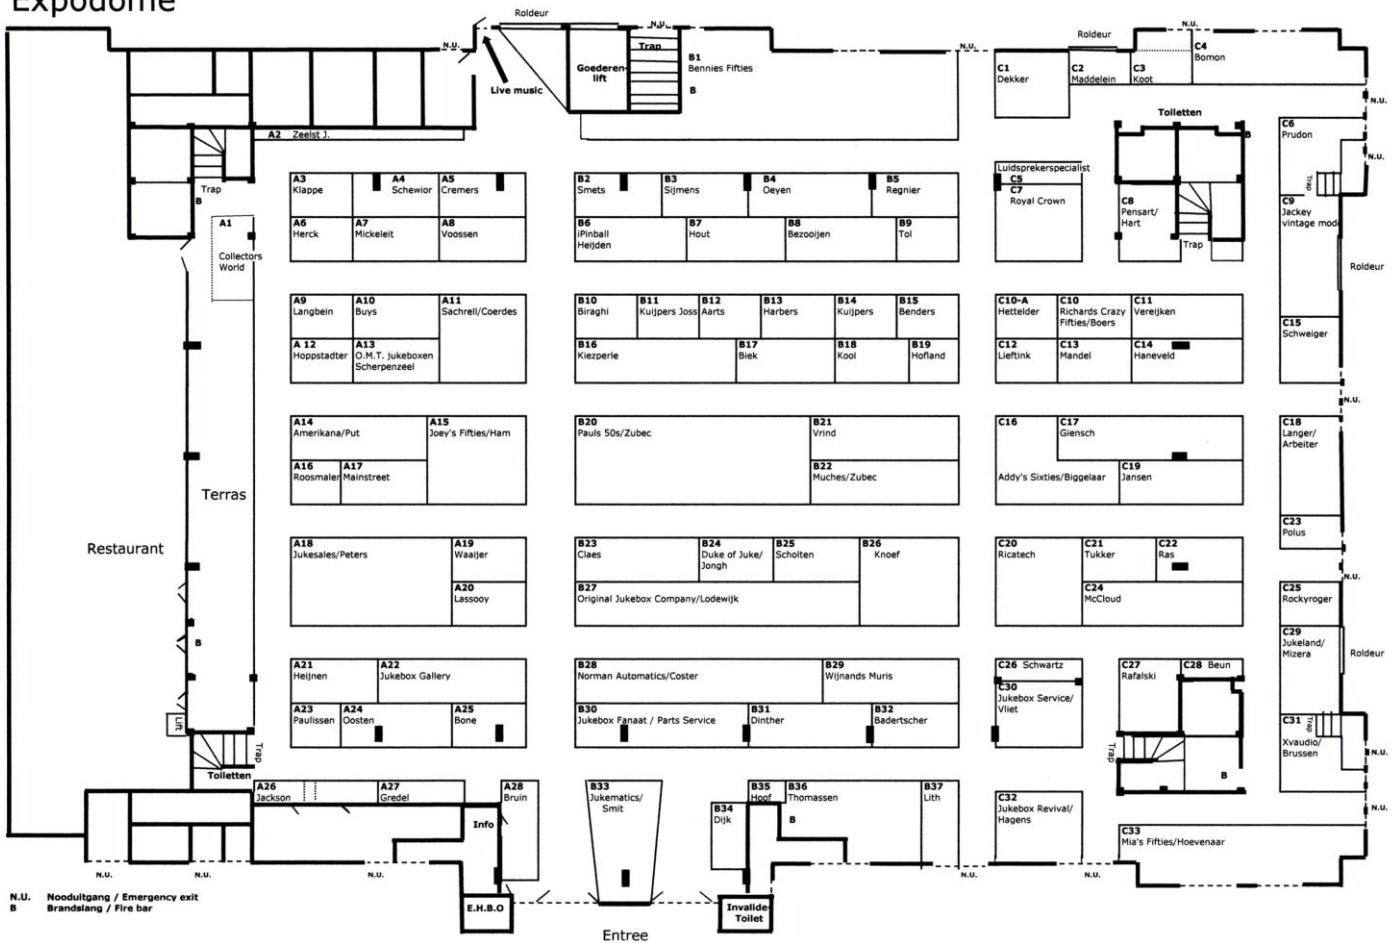 Expodome
Roldeur
N.U.
N.U.
N.U.
N.U.
Roldeur
Live music
Goederen-
lift
Trap
B1
Bennies Fifties
B
C1
Dekker
C2
Maddelein
C3
Koot
C4
Bomon
N.U.
Toiletten
B
C6
Prudon
N.U.
A2 Zeelst J.
Trap
B
A1
Collectors
World
A3
Klappe
A4
Schewior
A5
Cremers
A6
Herck
A7
Mickeleit
A8
Voossen
B2
Smets
B3
Sijmens
B4
Oeyen
B5
Regnier
B6
iPinball
Heijden
B7
Hout
B8
Bezooijen
B9
Tol
Luidsprekerspecialist
C5
C7
Royal Crown
C8
Pensart/
Hart
Trap
Trap
C9
Jackey
vintage mode
Roldeur
A9
Langbein
A10
Buys
A11
Sachrell/Coerdes
A 12
Hoppstadter
A13
O.M.T. jukeboxen
Scherpenzeel
B10
Biraghi
B11
Kuijpers Joss
B12
Aarts
B13
Harbers
B14
Kuijpers
B15
Benders
B16
Kiezperle
B17
Biek
B18
Kool
B19
Hofland
C10-A
Hettelder
C10
Richards Crazy
Fifties/Boers
C11
Vereijken
C12
Lieftink
C13
Mandel
C14
Haneveld
C15
Schweiger
N.U.
A14
Amerikana/Put
A15
Joey's Fifties/Ham
A16
Roosmalen
A17
Mainstreet
B20
Pauls 50s/Zubec
B21
Vrind
B22
Muches/Zubec
C16
Addy's Sixties/Biggelaar
C17
Giensch
C19
Jansen
C18
Langer/
Arbeiter
C23
Polus
Terras
Restaurant
A18
Jukesales/Peters
A19
Waaijer
A20
Lassooy
B23
Claes
B24
Duke of Juke/
Jongh
B25
Scholten
B26
Knoef
B27
Original Jukebox Company/Lodewijk
C20
Ricatech
C21
Tukker
C22
Ras
C24
McCloud
N.U.
C25
Rockyroger
C29
Jukeland/
Mizera
Roldeur
B
A21
Heijnen
A22
Jukebox Gallery
A23
Paulissen
A24
Oosten
A25
Bone
B28
Norman Automatics/Coster
B29
Wijnands Muris
B30
Jukebox Fanaat / Parts Service
B31
Dinther
B32
Badertscher
C26 Schwartz
C30
Jukebox Service/
Vliet
C27
Rafalski
C28 Beun
Trap
B
C31
Xvaudio/
Brussen
Trap
N.U.
Lift
Trap
Toiletten
A26
Jackson
A27
Gredel
A28
Bruin
Info
B33
Jukematics/
Smit
B34
Dijk
B35
Hoof
B36
Thomassen
B
B37
Lith
C32
Jukebox Revival/
Hagens
C33
Mia's Fifties/Hoevenaar
N.U.
N.U.
N.U.
N.U.
N.U.
N.U.
N.U. Nooduitgang / Emergency exit
B Brandslang / Fire bar
E.H.B.O
Invalide-
Toilet
Entree